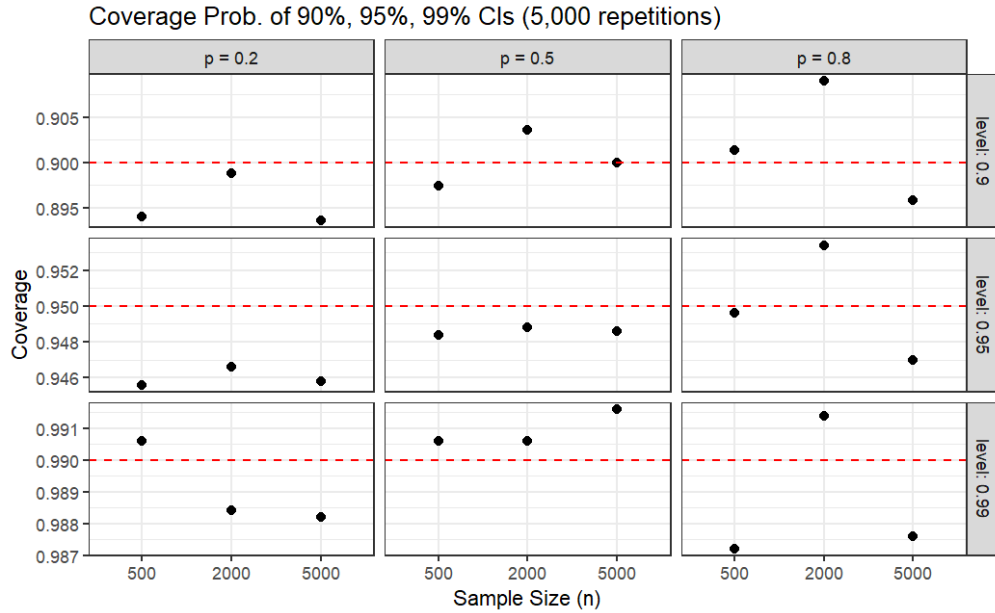 Coverage Prob. of 90%, 95%, 99% CIs (5,000 repetitions)
p = 0.2
p = 0.5
p = 0.8
Coverage
0.905
0.900
0.895
level: 0.9
0.952
0.950
0.948
0.946
level: 0.95
0.991
0.990
0.989
0.988
0.987
level: 0.99
500 2000 5000
500 2000 5000
500 2000 5000
Sample Size (n)